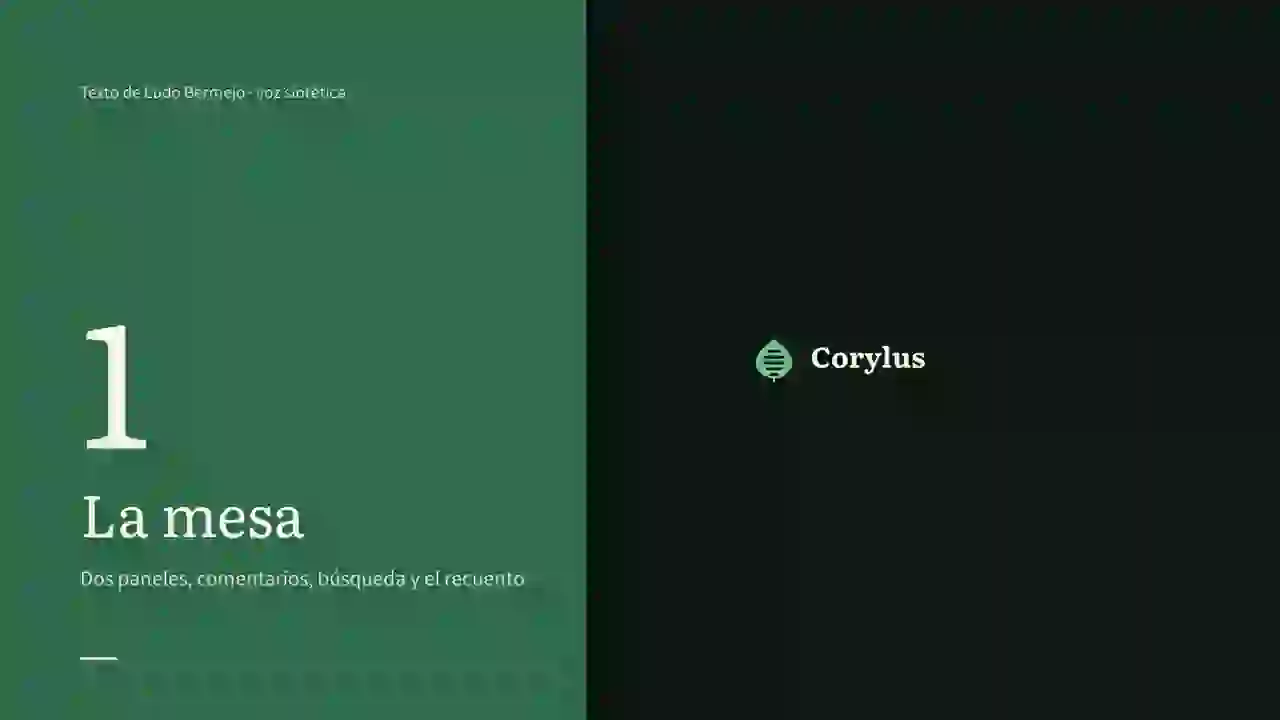 Texto de Ludo Bermejo · voz sintética
1
La mesa
Dos paneles, comentarios, búsqueda y el recuento
Corylus